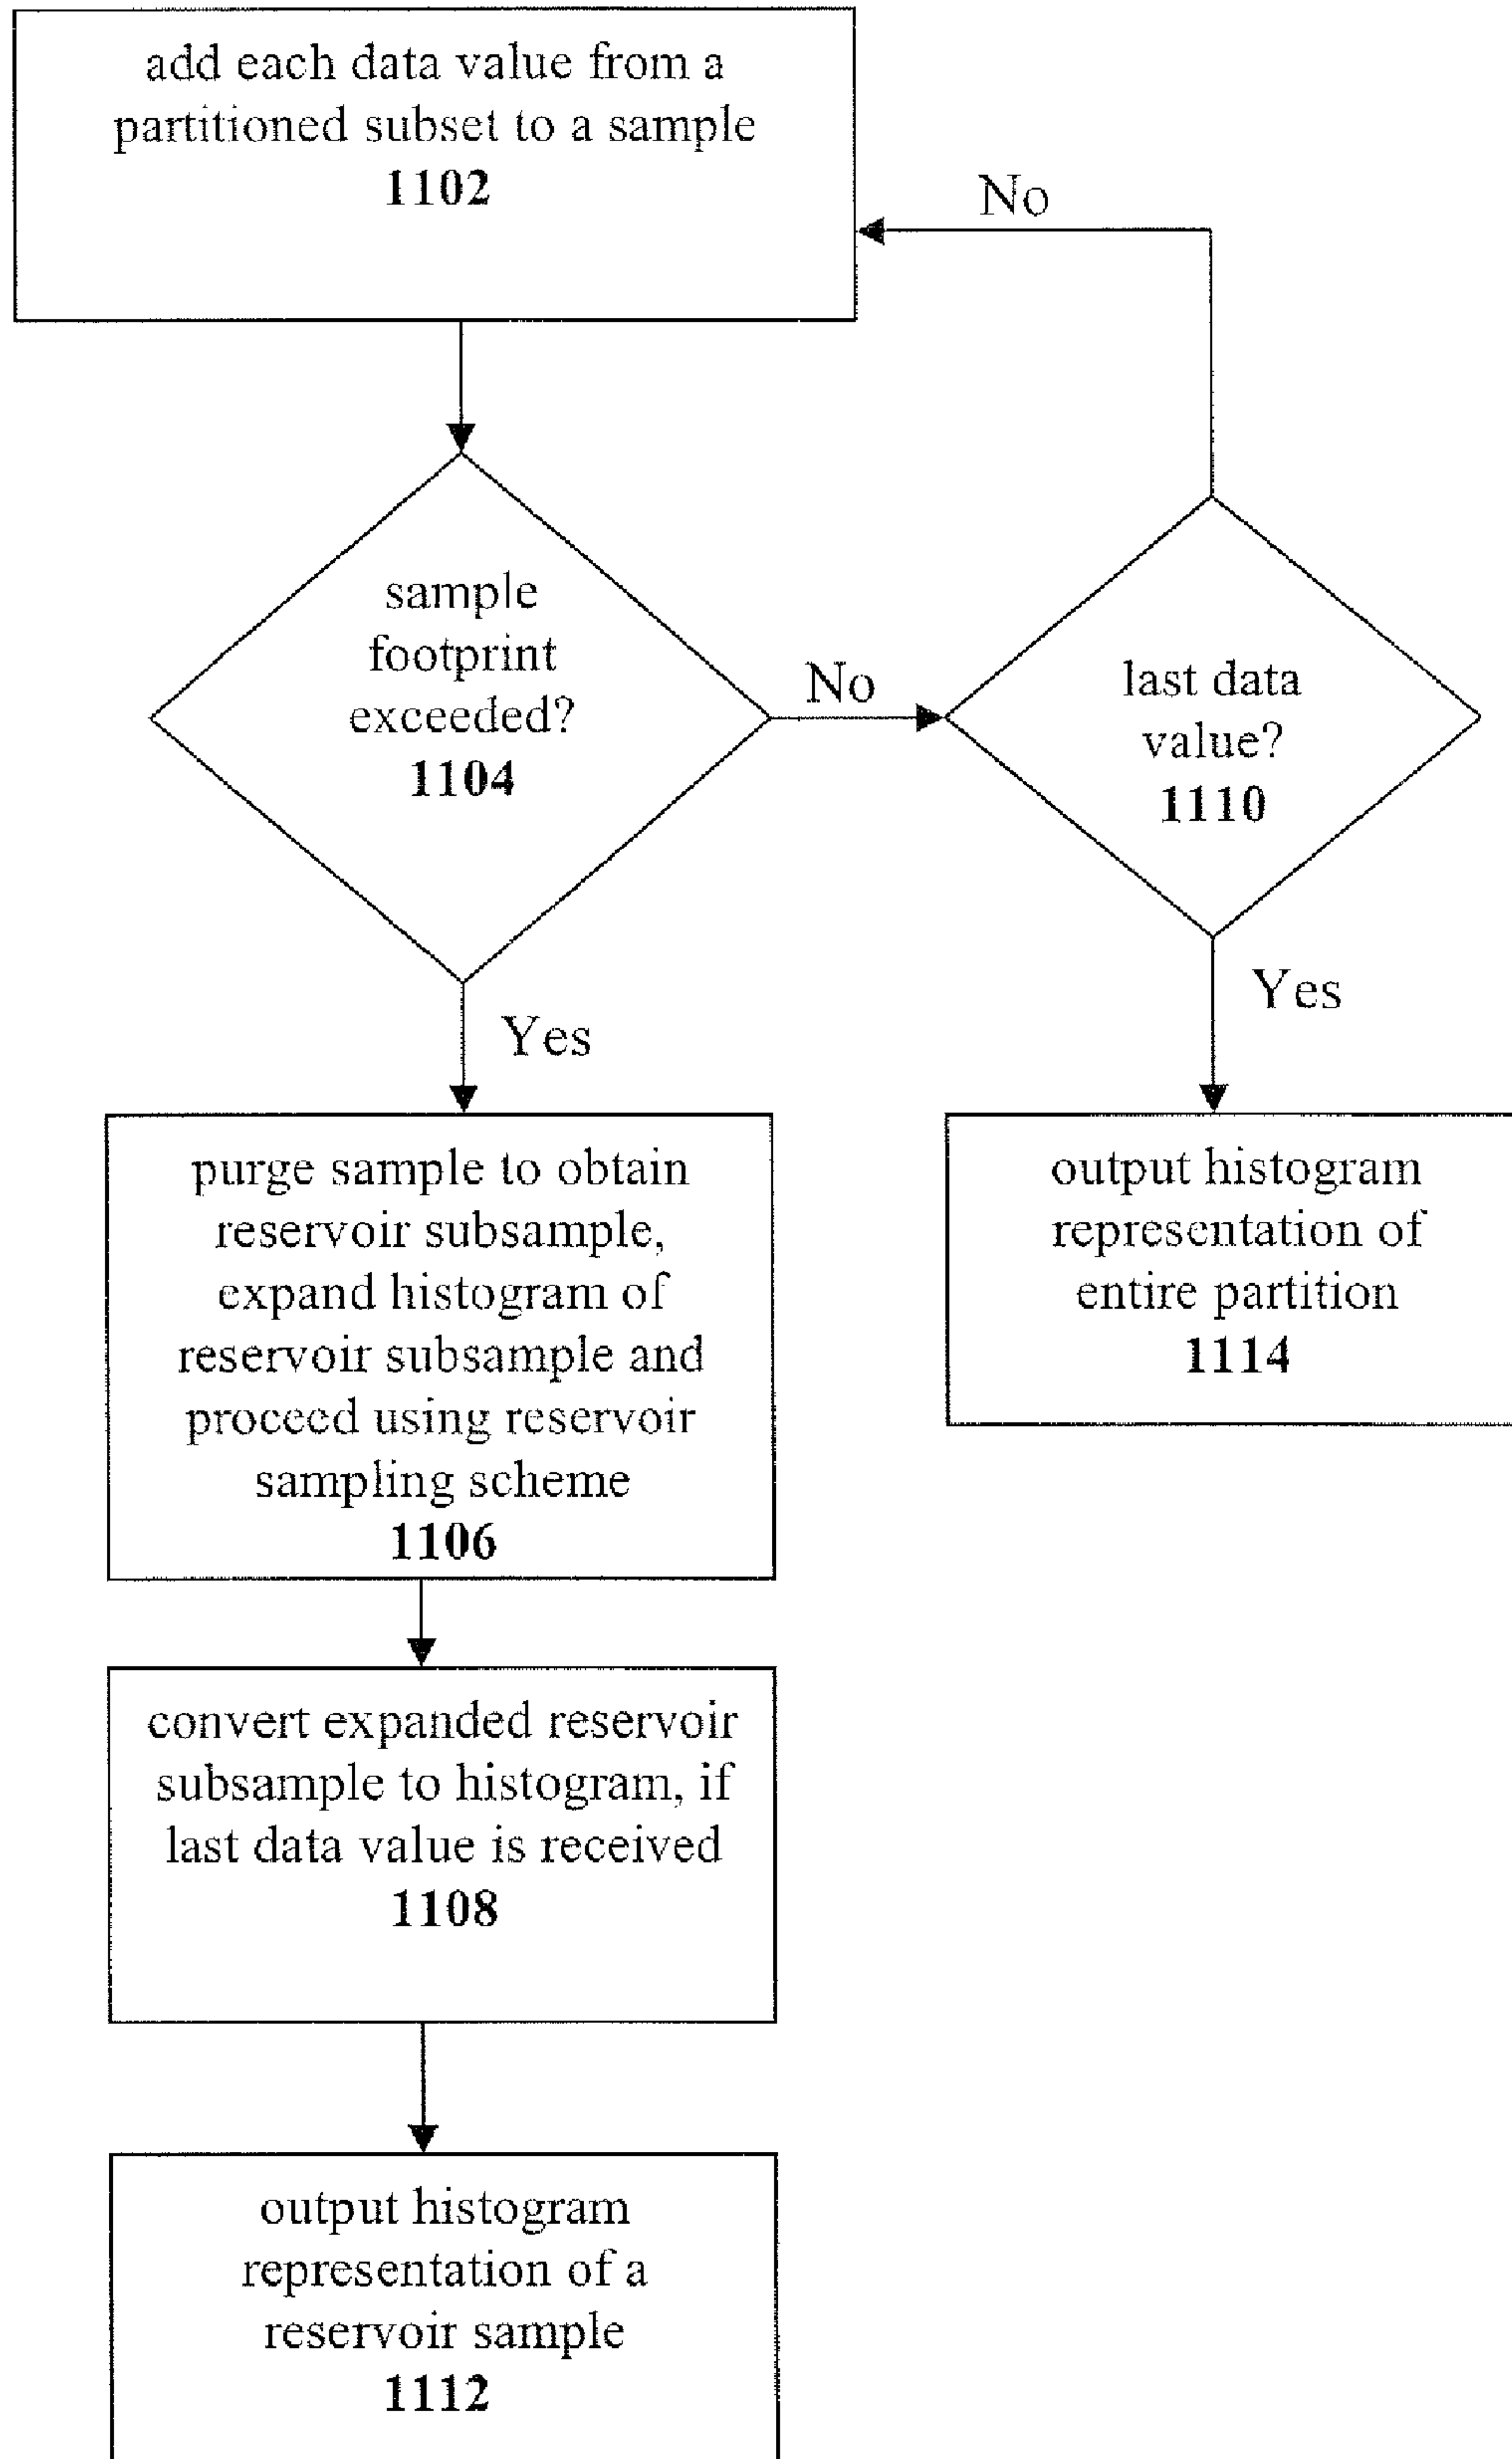 add each data value from a
partitioned subset to a sample
1102
No
sample
footprint
exceeded?
1104
No
last data
value?
1110
Yes
Yes
purge sample to obtain
reservoir subsample,
expand histogram of
reservoir subsample and
proceed using reservoir
sampling scheme
1106
output histogram
representation of
entire partition
1114
convert expanded reservoir
subsample to histogram, if
last data value is received
1108
output histogram
representation of a
reservoir sample
1112